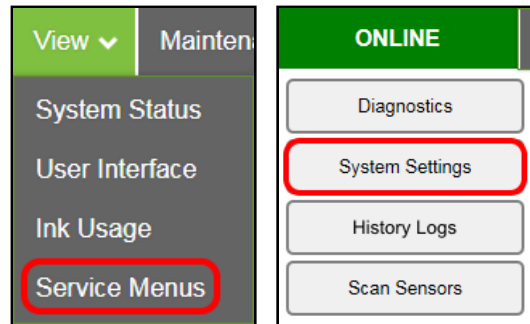 View
System Status
User Interface
Ink Usage
Service Menus
ONLINE
Diagnostics
System Settings
History Logs
Scan Sensors